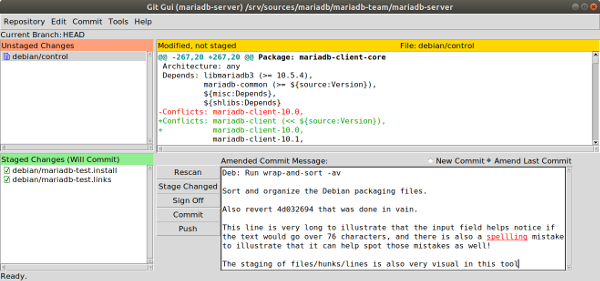 Git Gui (mariadb-server) /srv/sources/mariadb/mariadb-team/mariadb-server
Repository Edit Commit Tools Help
Current Branch: HEAD
Unstaged Changes
debian/control
Modified, not staged File: debian/control
@@ -267,20 +267,20 @@ Package: mariadb-client-core
Architecture: any
Depends: libmariadb3 (>= 10.5.4),
mariadb-common (>= ${source:Version}),
${misc:Depends},
${shlibs:Depends}
-Conflicts: mariadb-client-10.0,
+Conflicts: mariadb-client (<< ${source:Version}),
+ mariadb-client-10.0,
mariadb-client-10.1,
Staged Changes (Will Commit)
debian/mariadb-test.install
debian/mariadb-test.links
Rescan
Stage Changed
Sign Off
Commit
Push
Amended Commit Message: New Commit Amend Last Commit
Deb: Run wrap-and-sort -av
Sort and organize the Debian packaging files.
Also revert 4d032694 that was done in vain.
This line is very long to illustrate that the input field helps notice if
the text would go over 76 characters, and there is also a spellling mistake
to illustrate that it can help spot those mistakes as well!
The staging of files/hunks/lines is also very visual in this tool
Ready.